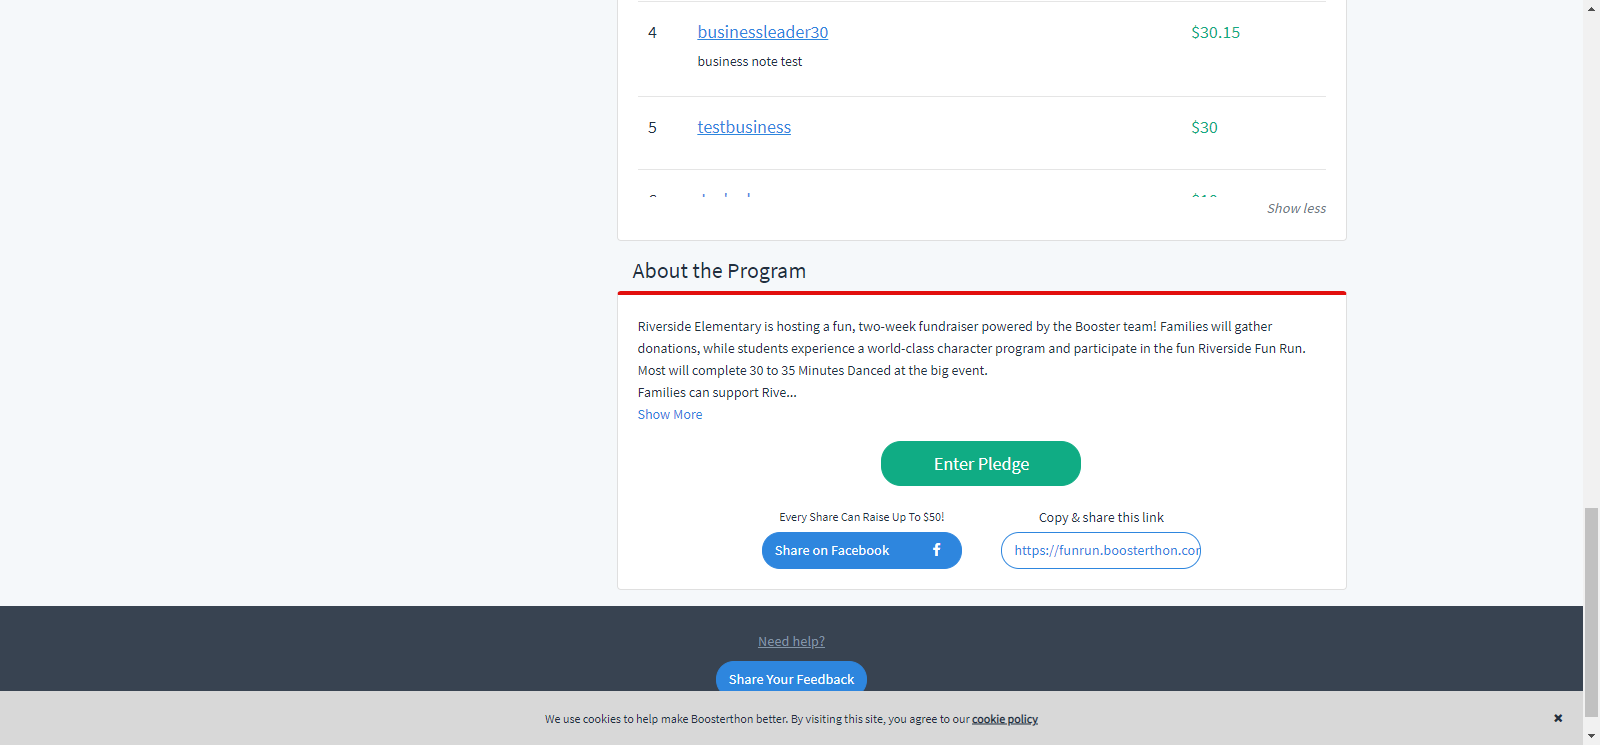 4 businessleader30 $30.15
business note test
5 testbusiness $30
Show less
About the Program
Riverside Elementary is hosting a fun, two-week fundraiser powered by the Booster team! Families will gather
donations, while students experience a world-class character program and participate in the fun Riverside Fun Run.
Most will complete 30 to 35 Minutes Danced at the big event.
Families can support Rive...
Show More
Enter Pledge
Every Share Can Raise Up To $50!
Share on Facebook
Copy & share this link
https://funrun.boosterthon.cor
Need help?
Share Your Feedback
We use cookies to help make Boosterthon better. By visiting this site, you agree to our cookie policy